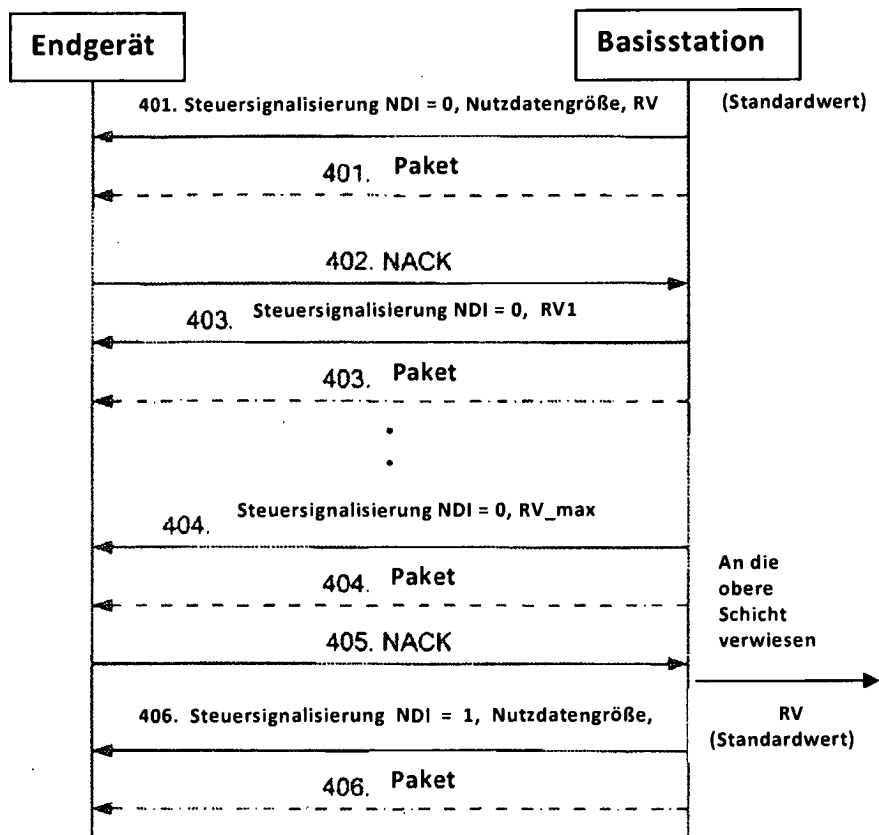 Endgerät
Basisstation
401. Steuersignalisierung NDI = 0, Nutzdatengröße, RV (Standardwert)
401. Paket
402. NACK
403. Steuersignalisierung NDI = 0, RV1
403. Paket
404. Steuersignalisierung NDI = 0, RV_max
404. Paket
An die
obere
Schicht
verwiesen
405. NACK
406. Steuersignalisierung NDI = 1, Nutzdatengröße, RV
(Standardwert)
406. Paket